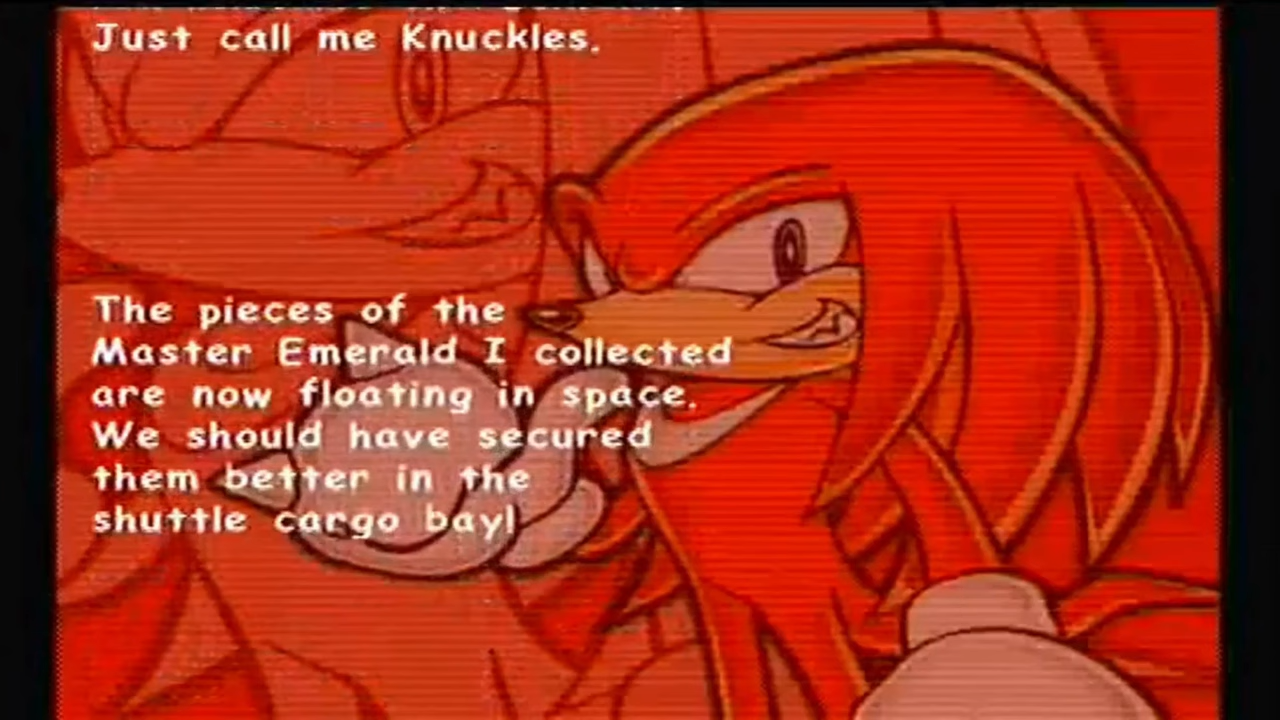 Just call me Knuckles.
The pieces of the
Master Emerald I collected
are now floating in space.
We should have secured
them better in the
shuttle cargo bay!